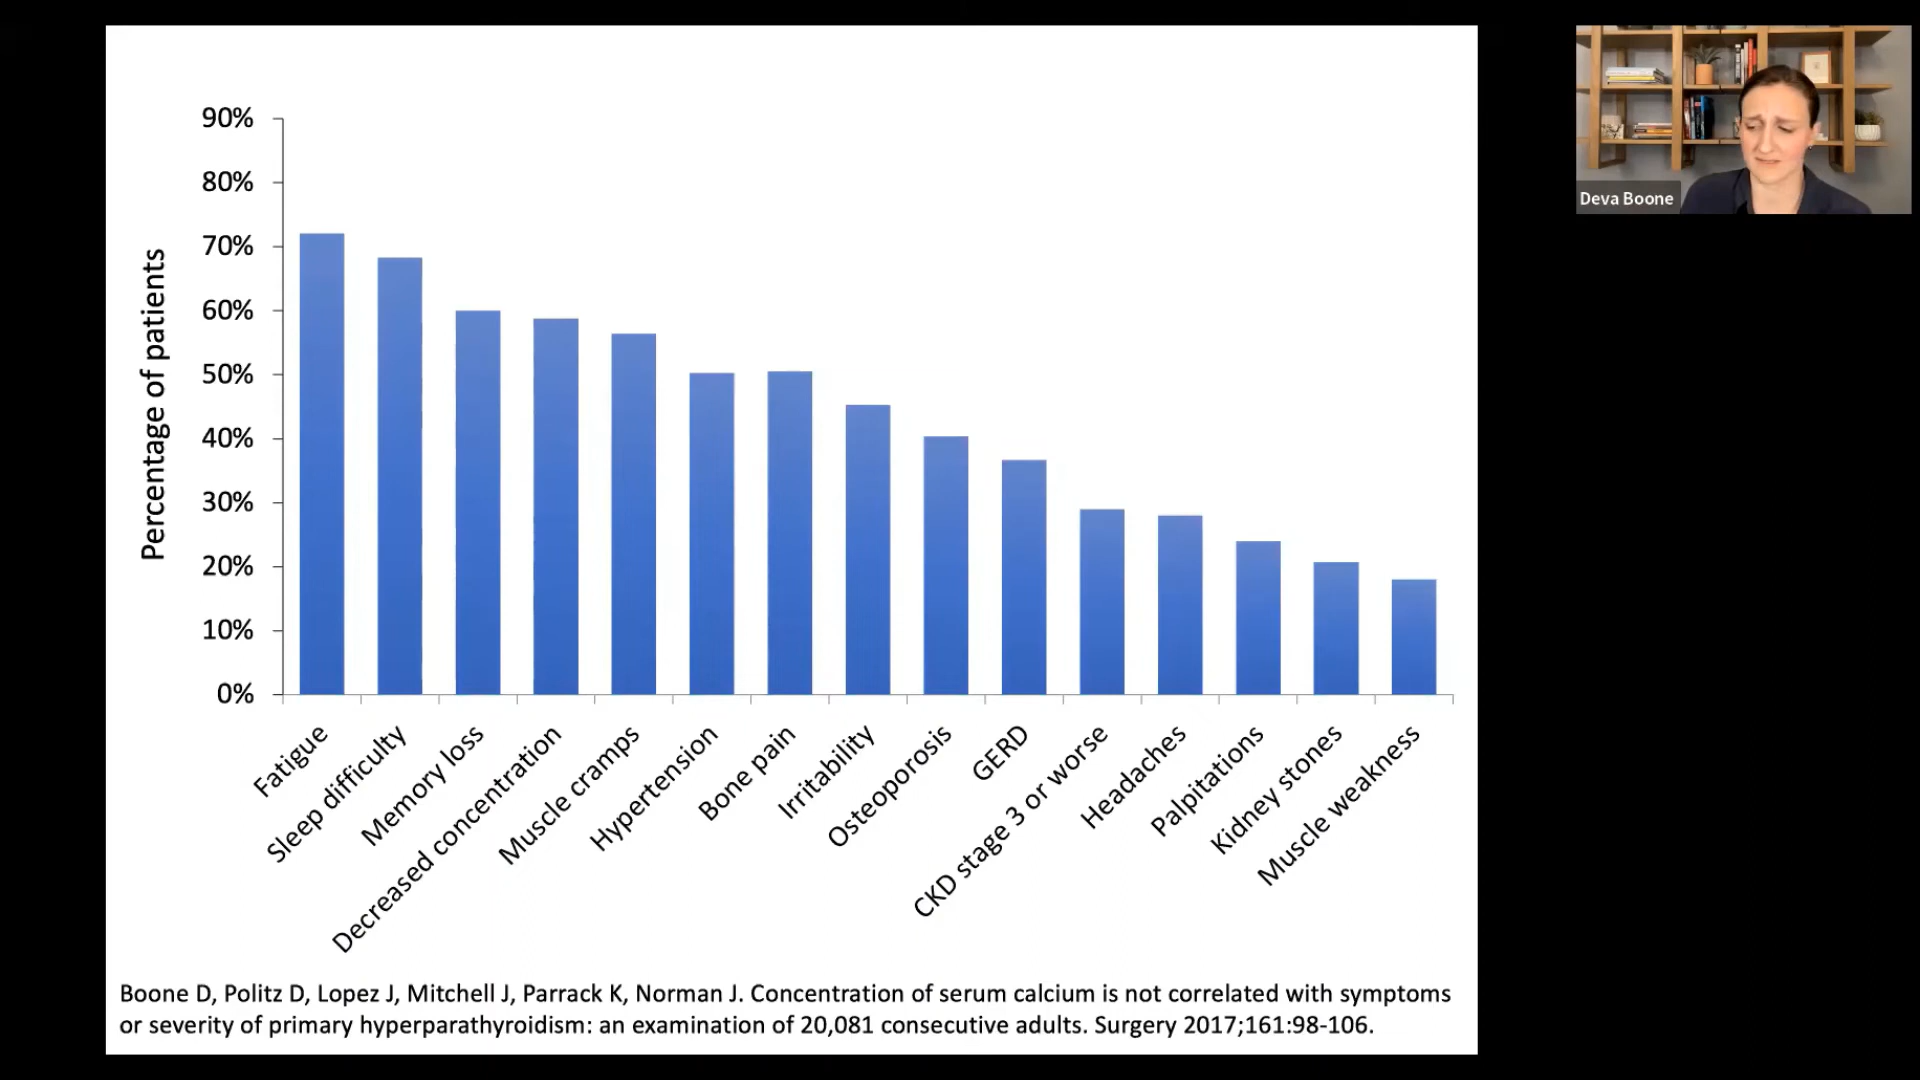 90%
80%
70%
60%
50%
40%
30%
20%
10%
0%
Percentage of patients
Fatigue
Sleep difficulty
Memory loss
Decreased concentration
Muscle cramps
Hypertension
Bone pain
Irritability
Osteoporosis
GERD
CKD stage 3 or worse
Headaches
Palpitations
Kidney stones
Muscle weakness
Boone D, Politz D, Lopez J, Mitchell J, Parrack K, Norman J. Concentration of serum calcium is not correlated with symptoms
or severity of primary hyperparathyroidism: an examination of 20,081 consecutive adults. Surgery 2017;161:98-106.
Deva Boone